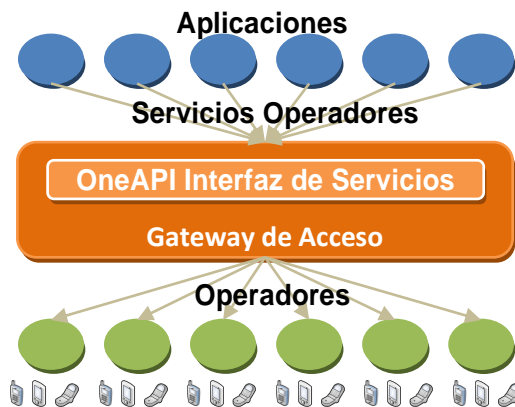 Aplicaciones
Servicios Operadores
OneAPI Interfaz de Servicios
Gateway de Acceso
Operadores